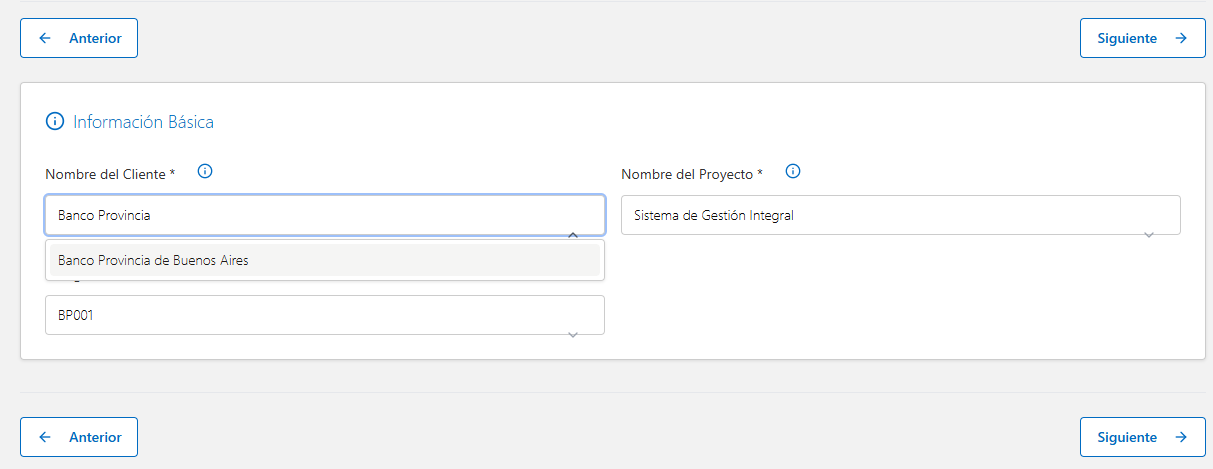 Anterior
Siguiente
Información Básica
Nombre del Cliente *
Nombre del Proyecto *
Banco Provincia
Sistema de Gestión Integral
Banco Provincia de Buenos Aires
BP001
Anterior
Siguiente